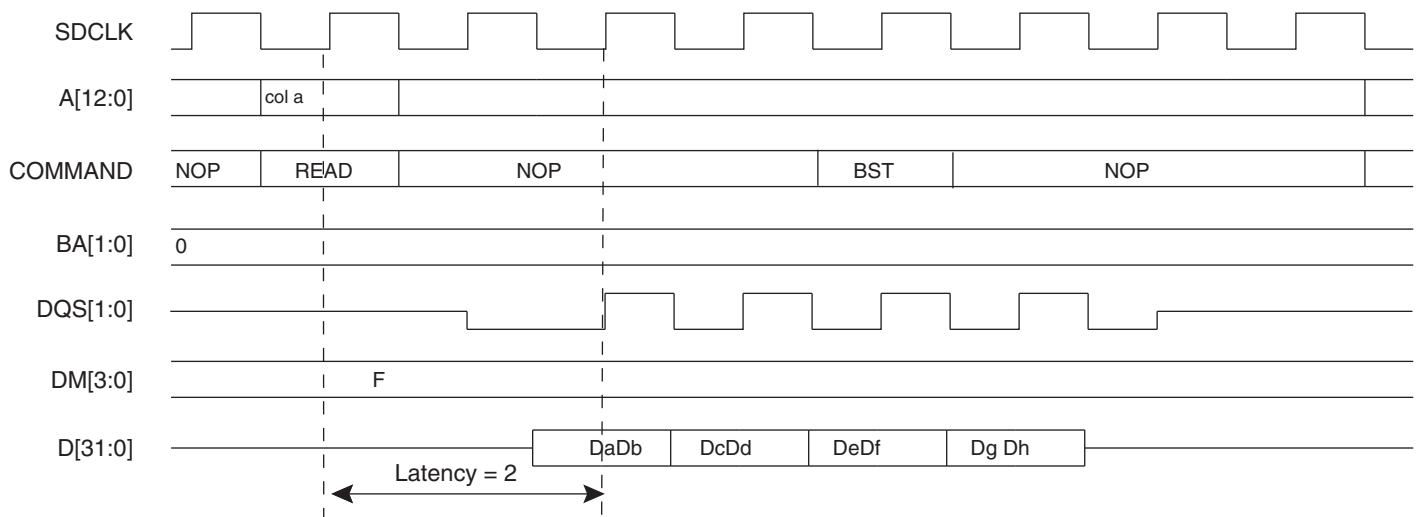 SDCLK
A[12:0] col a
COMMAND NOP READ NOP BST NOP
BA[1:0] 0
DQS[1:0]
DM[3:0] F
D[31:0] DaDb DcDd DeDf Dg Dh
Latency = 2